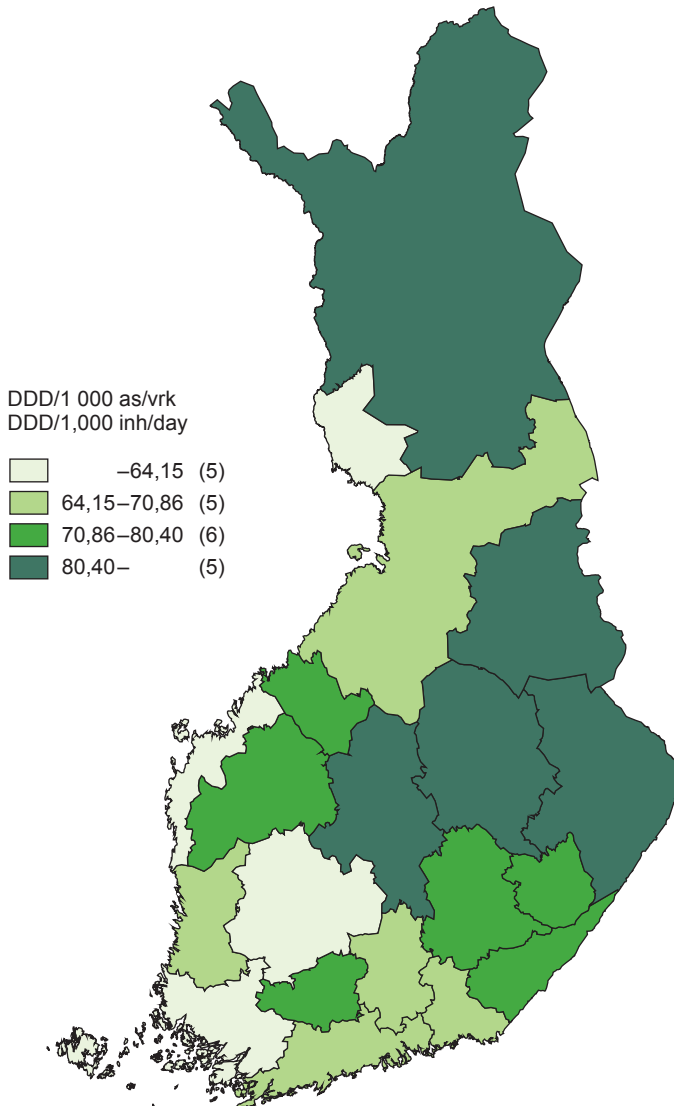 DDD/1 000 as/vrk
DDD/1,000 inh/day
–64,15 (5)
64,15–70,86 (5)
70,86–80,40 (6)
80,40– (5)